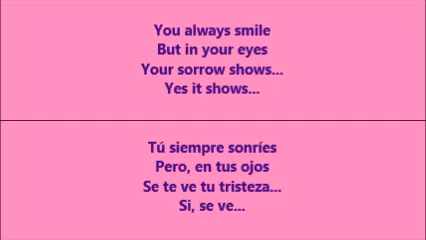 You always smile
But in your eyes
Your sorrow shows...
Yes it shows...
Tú siempre sonríes
Pero, en tus ojos
Se te ve tu tristeza...
Si, se ve...